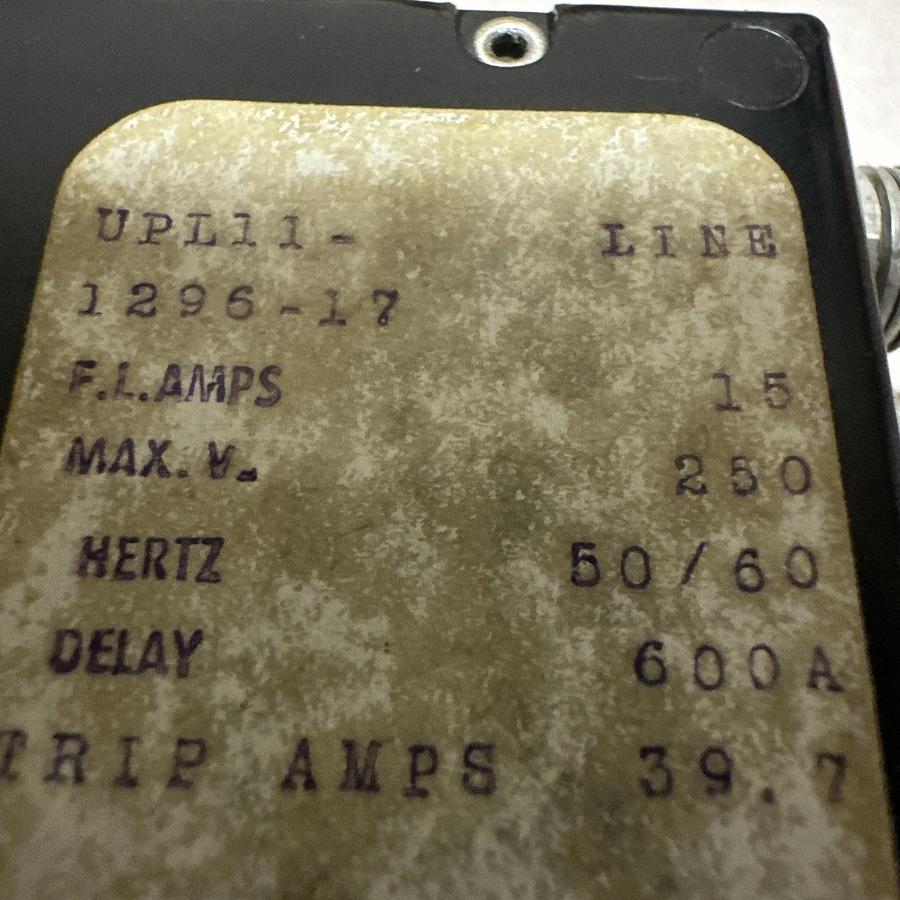 UPL11- LINE
1296-17
F.L.AMPS 15
MAX. V. 250
HERTZ 50/60
DELAY 600A
TRIP AMPS 39.7